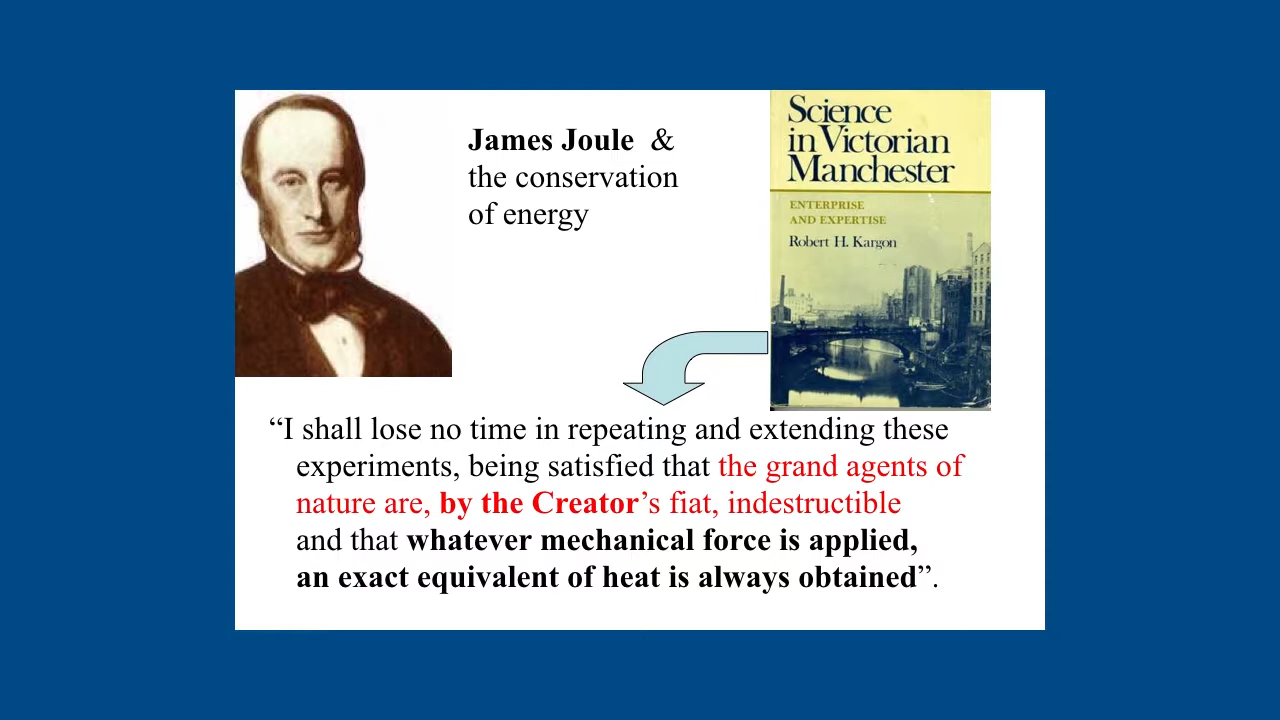 James Joule &
the conservation
of energy
Science
in Victorian
Manchester
ENTERPRISE
AND EXPERTISE
Robert H. Kargon
“I shall lose no time in repeating and extending these
experiments, being satisfied that the grand agents of
nature are, by the Creator’s fiat, indestructible
and that whatever mechanical force is applied,
an exact equivalent of heat is always obtained”.